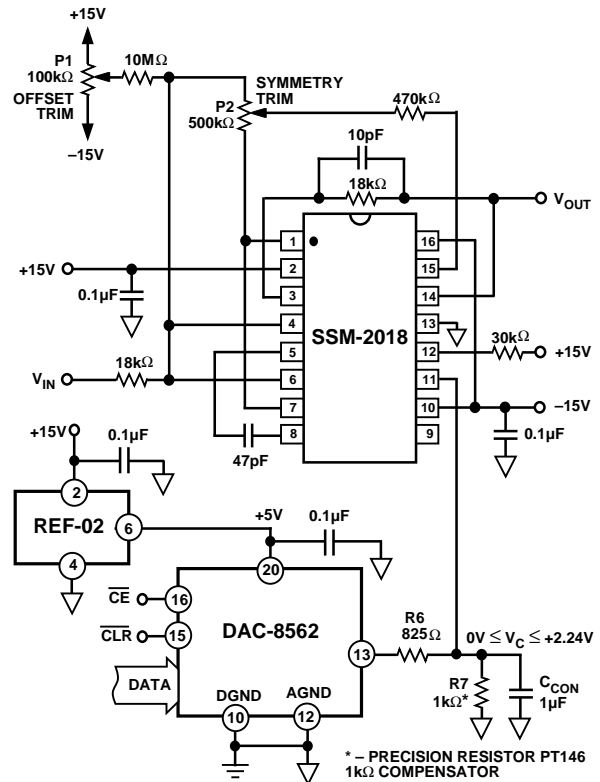 +15V
P1
100kΩ
OFFSET
TRIM
–15V
10MΩ
SYMMETRY
TRIM
P2
500kΩ
470kΩ
10pF
18kΩ
VOUT
+15V
0.1µF
1
2
3
4
5
6
7
8
SSM-2018
16
15
14
13
12
11
10
9
30kΩ
+15V
–15V
0.1µF
VIN
18kΩ
47pF
+15V
0.1µF
2
REF-02
6
4
+5V
0.1µF
20
CE
16
CLR
15
DAC-8562
13
DATA
DGND
AGND
10
12
R6
825Ω
0V ≤ VC ≤ +2.24V
R7
1kΩ*
CCON
1µF
* – PRECISION RESISTOR PT146
1kΩ COMPENSATOR